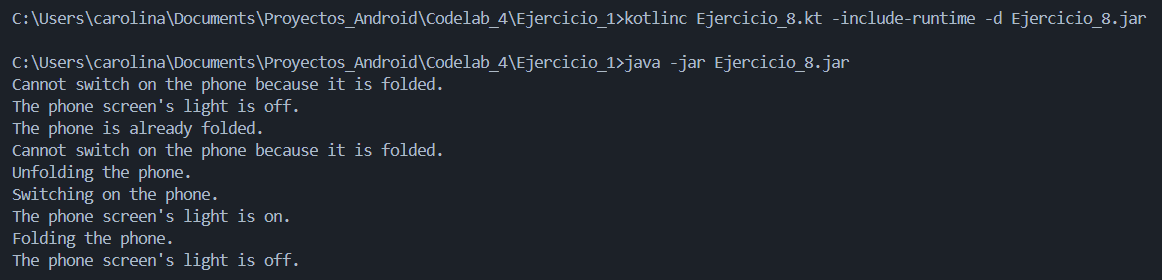 C:\Users\carolina\Documents\Proyectos_Android\Codelab_4\Ejercicio_1>kotlinc Ejercicio_8.kt -include-runtime -d Ejercicio_8.jar
C:\Users\carolina\Documents\Proyectos_Android\Codelab_4\Ejercicio_1>java -jar Ejercicio_8.jar
Cannot switch on the phone because it is folded.
The phone screen's light is off.
The phone is already folded.
Cannot switch on the phone because it is folded.
Unfolding the phone.
Switching on the phone.
The phone screen's light is on.
Folding the phone.
The phone screen's light is off.